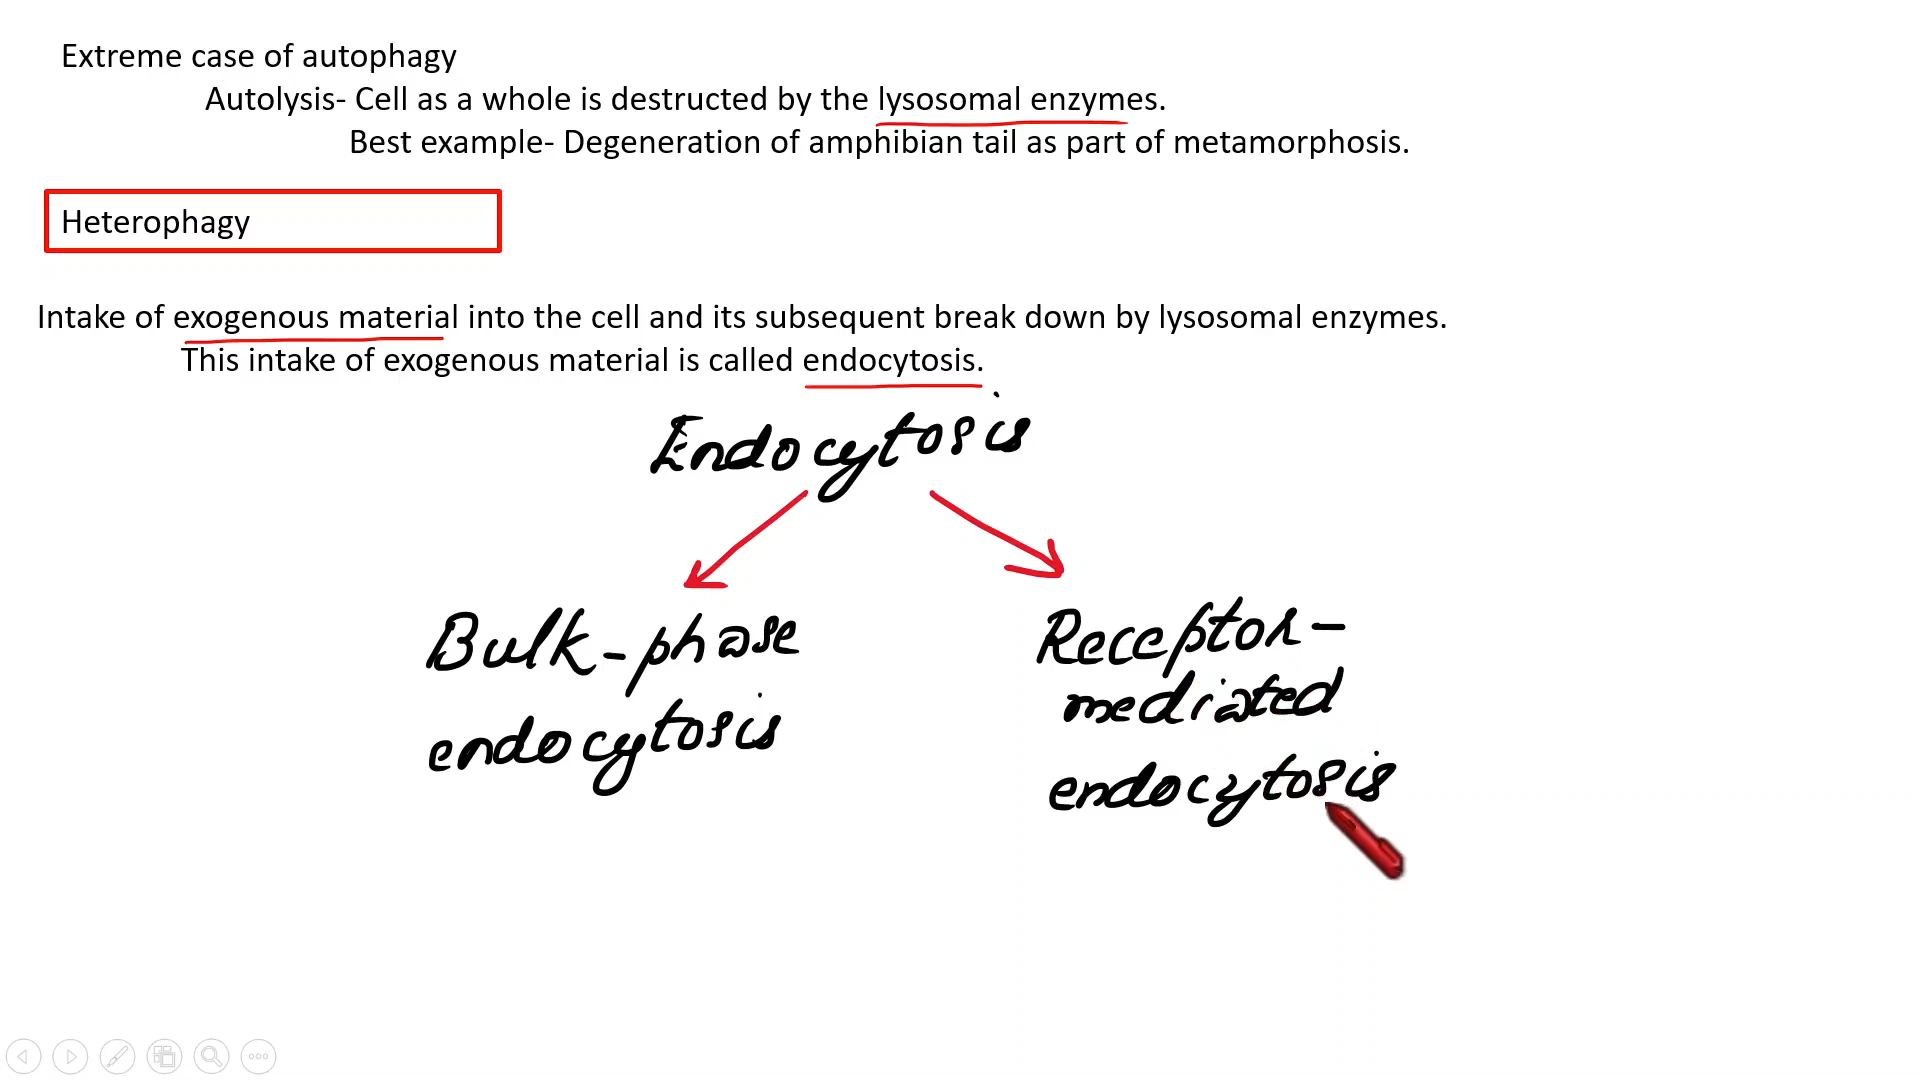 Extreme case of autophagy
Autolysis- Cell as a whole is destructed by the lysosomal enzymes.
Best example- Degeneration of amphibian tail as part of metamorphosis.
Heterophagy
Intake of exogenous material into the cell and its subsequent break down by lysosomal enzymes.
This intake of exogenous material is called endocytosis.
Endocytosis
Bulk-phase
endocytosis
Receptor-
mediated
endocytosis